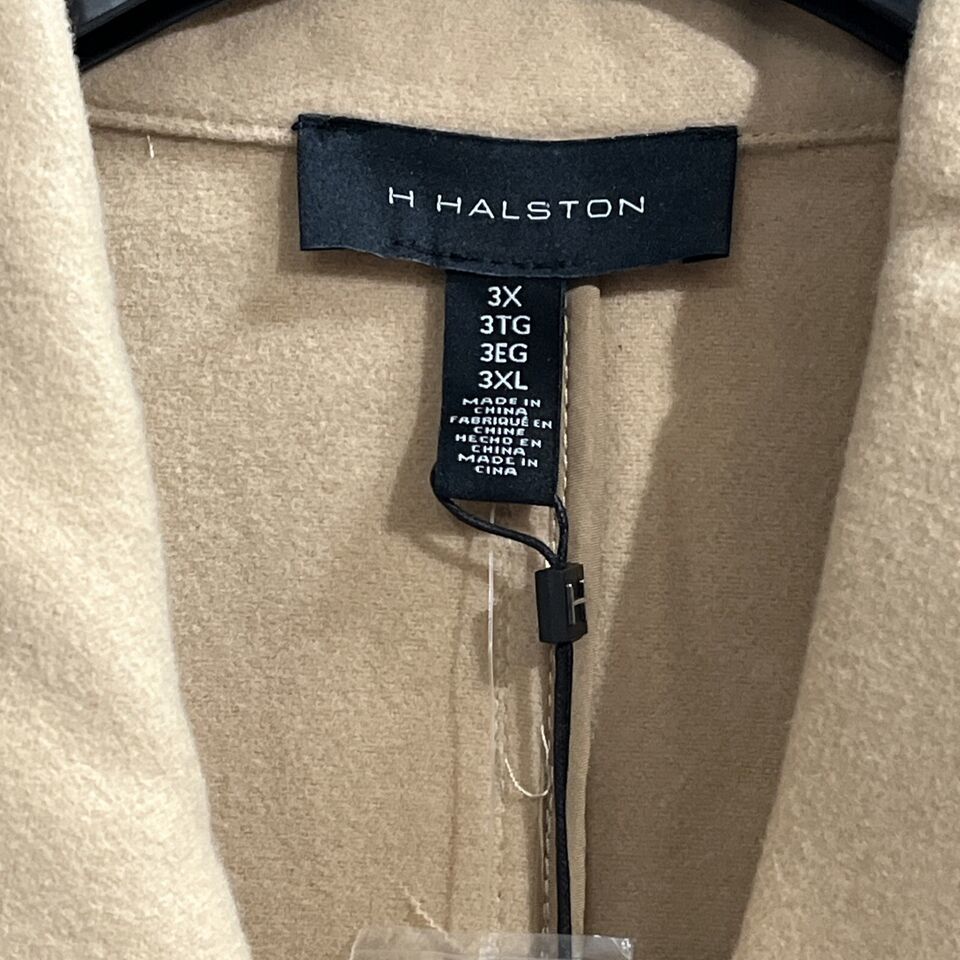 H HALSTON
3X
3TG
3EG
3XL
MADE IN
CHINA
FABRIQUÉ EN
CHINE
HECHO EN
CHINA
MADE IN
CINA
H